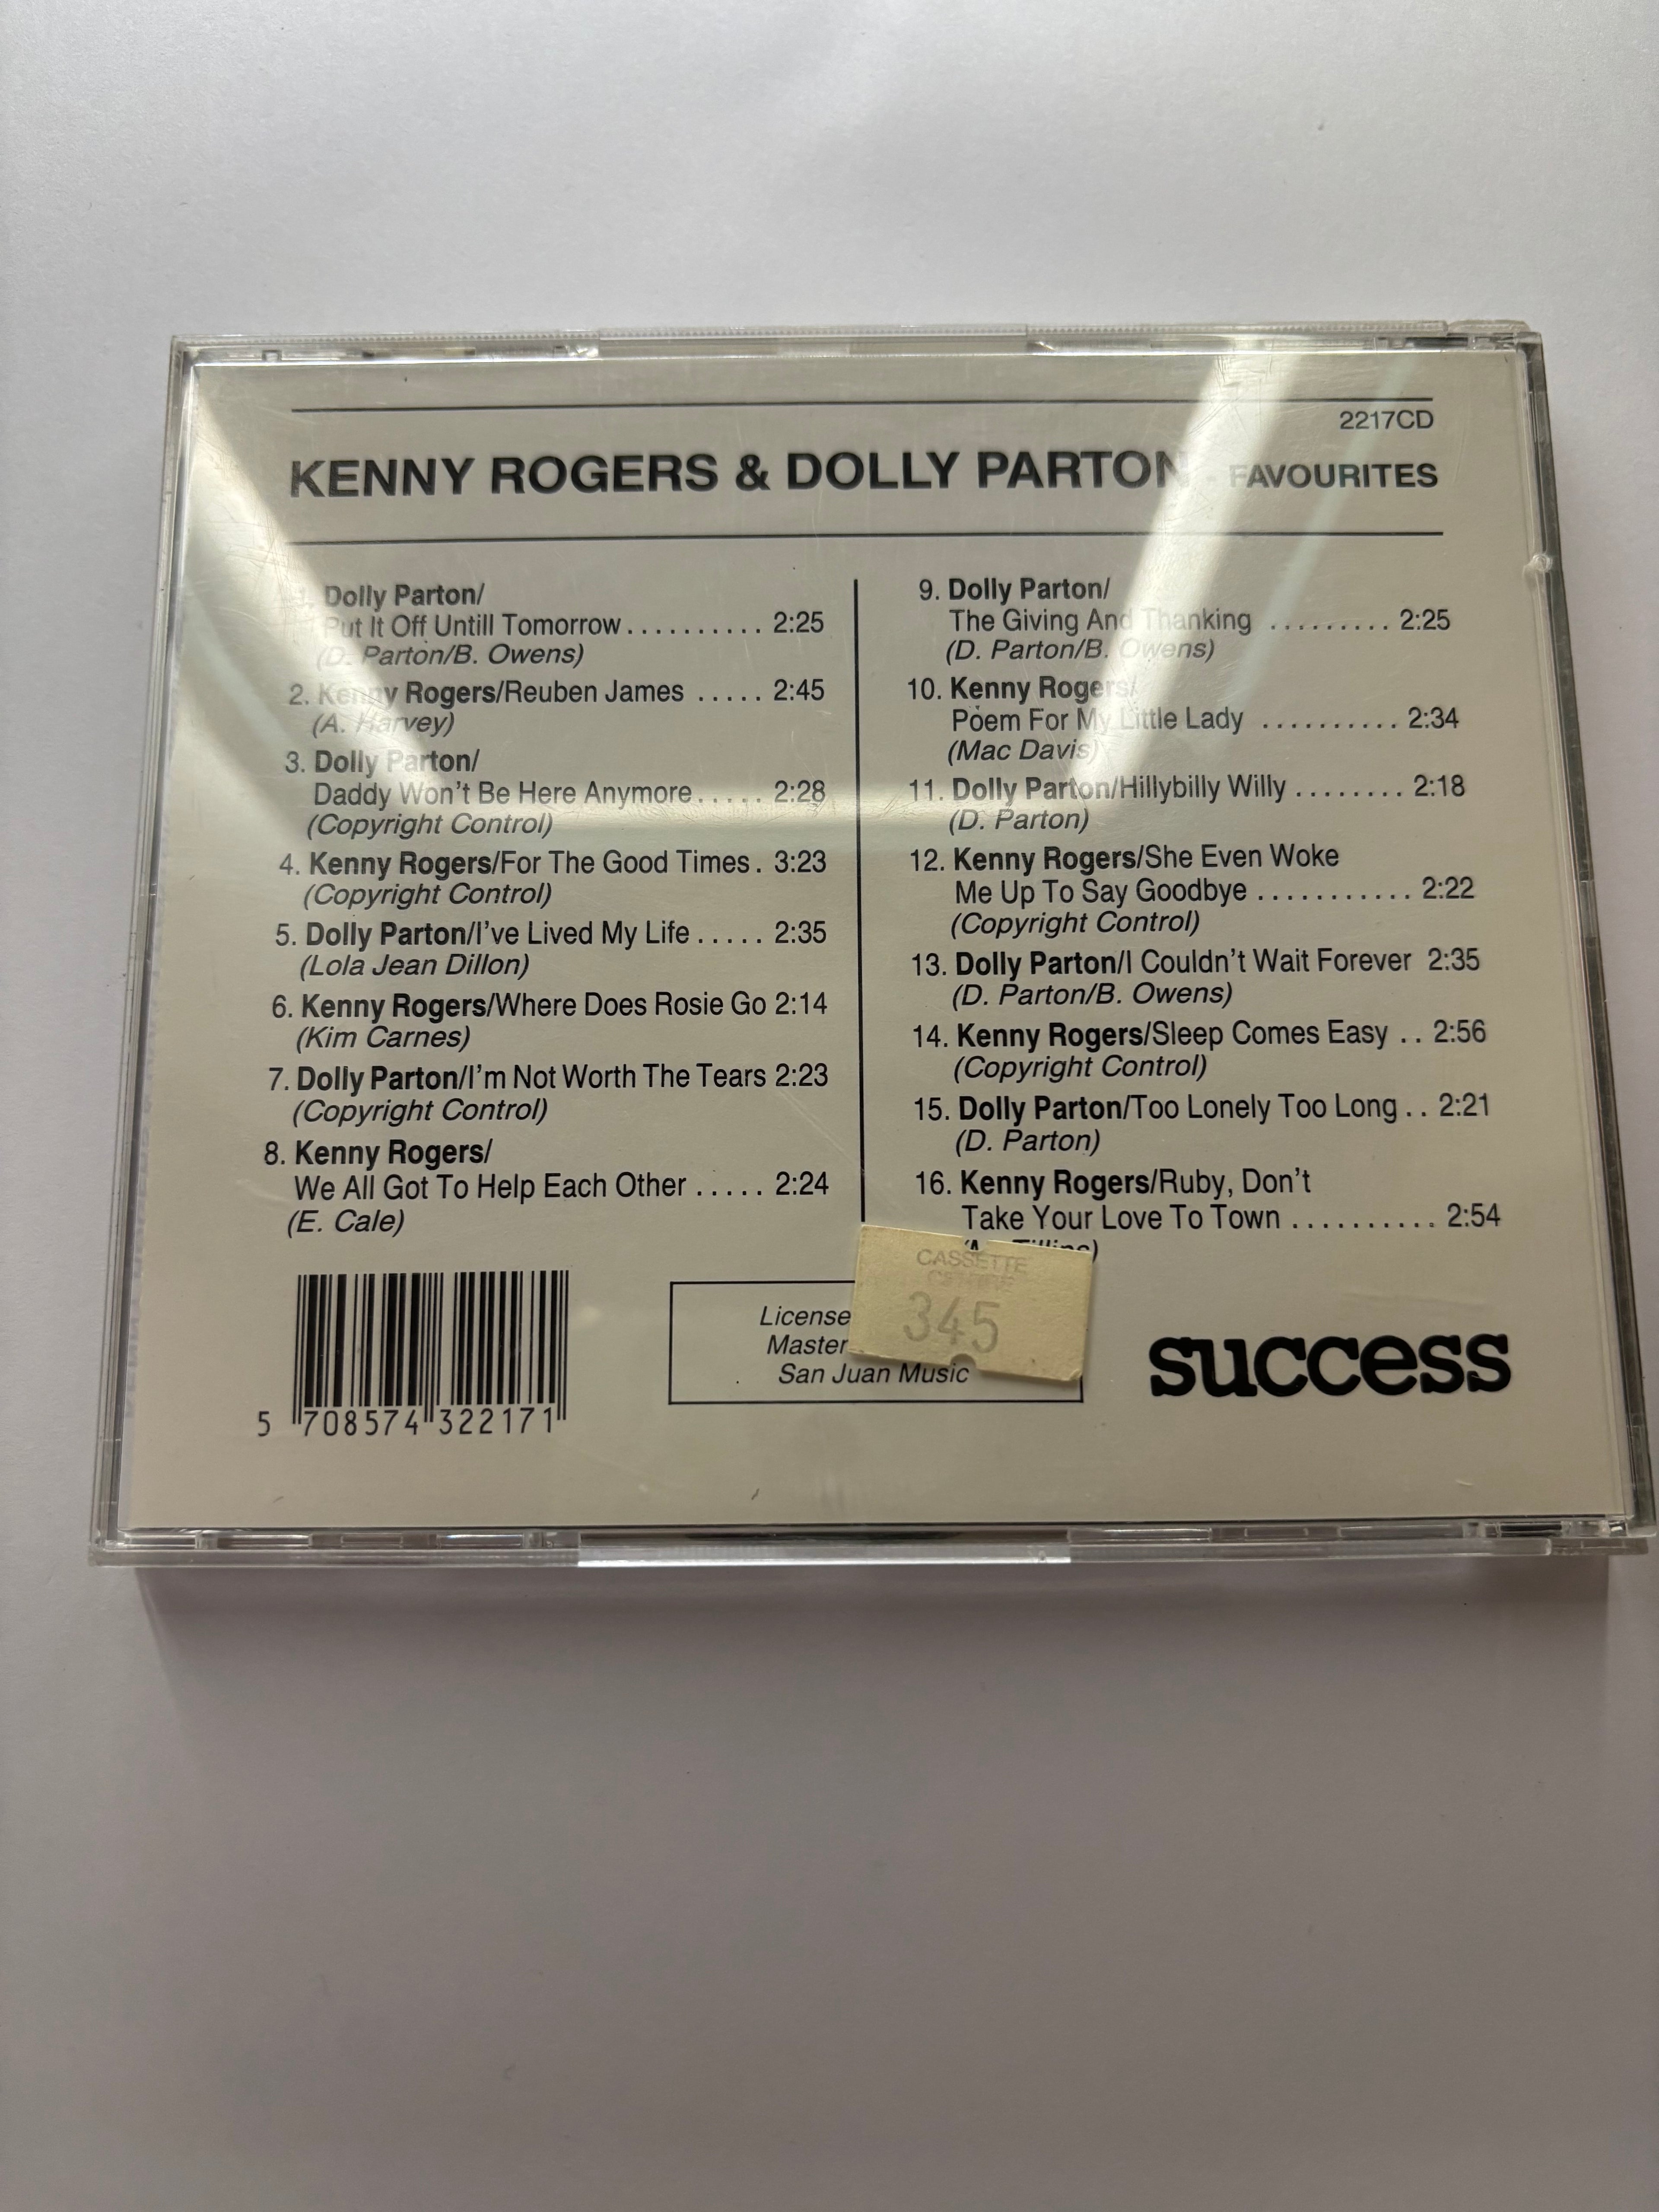 2217CD
KENNY ROGERS & DOLLY PARTON - FAVOURITES
1. Dolly Parton/
Put It Off Untill Tomorrow .......... 2:25
(D. Parton/B. Owens)
2. Kenny Rogers/Reuben James ..... 2:45
(A. Harvey)
3. Dolly Parton/
Daddy Won't Be Here Anymore ..... 2:28
(Copyright Control)
4. Kenny Rogers/For The Good Times . 3:23
(Copyright Control)
5. Dolly Parton/I've Lived My Life ..... 2:35
(Lola Jean Dillon)
6. Kenny Rogers/Where Does Rosie Go 2:14
(Kim Carnes)
7. Dolly Parton/I'm Not Worth The Tears 2:23
(Copyright Control)
8. Kenny Rogers/
We All Got To Help Each Other ..... 2:24
(E. Cale)
9. Dolly Parton/
The Giving And Thanking ......... 2:25
(D. Parton/B. Owens)
10. Kenny Rogers/
Poem For My Little Lady .......... 2:34
(Mac Davis)
11. Dolly Parton/Hillybilly Willy ........ 2:18
(D. Parton)
12. Kenny Rogers/She Even Woke
Me Up To Say Goodbye ........... 2:22
(Copyright Control)
13. Dolly Parton/I Couldn't Wait Forever 2:35
(D. Parton/B. Owens)
14. Kenny Rogers/Sleep Comes Easy .. 2:56
(Copyright Control)
15. Dolly Parton/Too Lonely Too Long .. 2:21
(D. Parton)
16. Kenny Rogers/Ruby, Don't
Take Your Love To Town .......... 2:54
CASSETTE
CENTRE
345
License
Master
San Juan Music
success
5 708574 322171